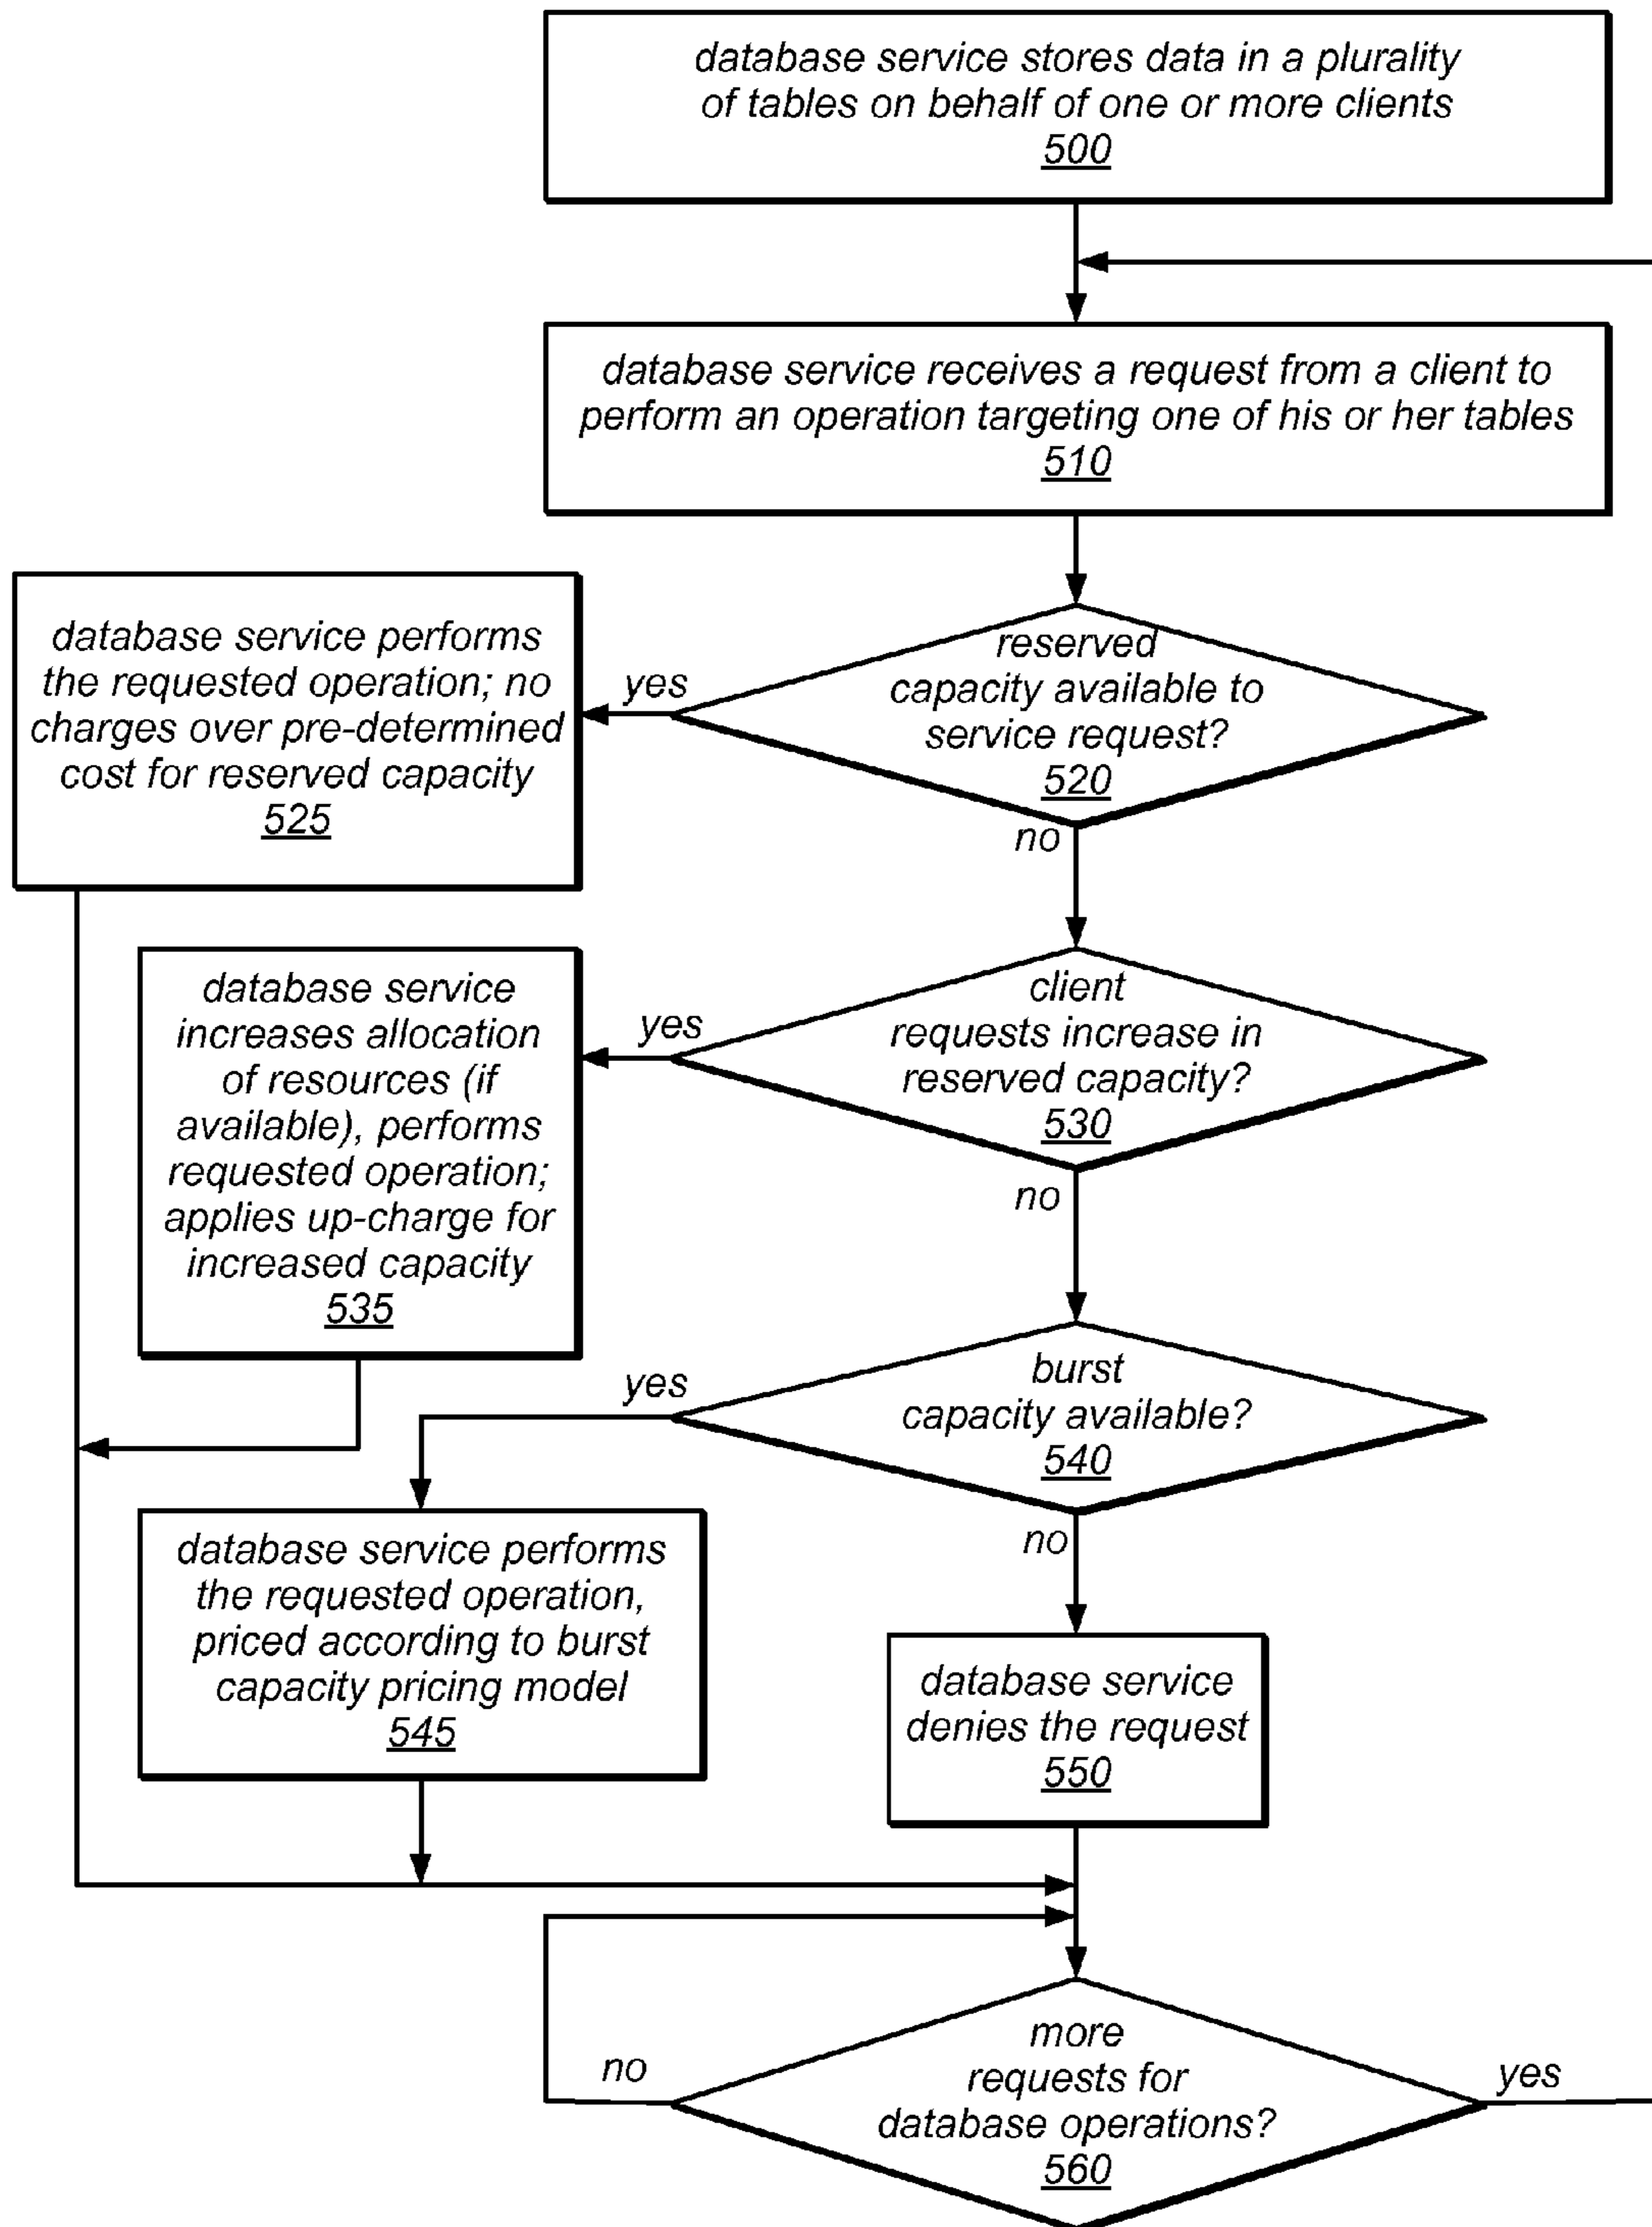 database service stores data in a plurality
of tables on behalf of one or more clients
500
database service receives a request from a client to
perform an operation targeting one of his or her tables
510
reserved
capacity available to
service request?
520
yes
database service performs
the requested operation; no
charges over pre-determined
cost for reserved capacity
525
no
client
requests increase in
reserved capacity?
530
yes
database service
increases allocation
of resources (if
available), performs
requested operation;
applies up-charge for
increased capacity
535
no
burst
capacity available?
540
yes
database service performs
the requested operation,
priced according to burst
capacity pricing model
545
no
database service
denies the request
550
more
requests for
database operations?
560
no
yes